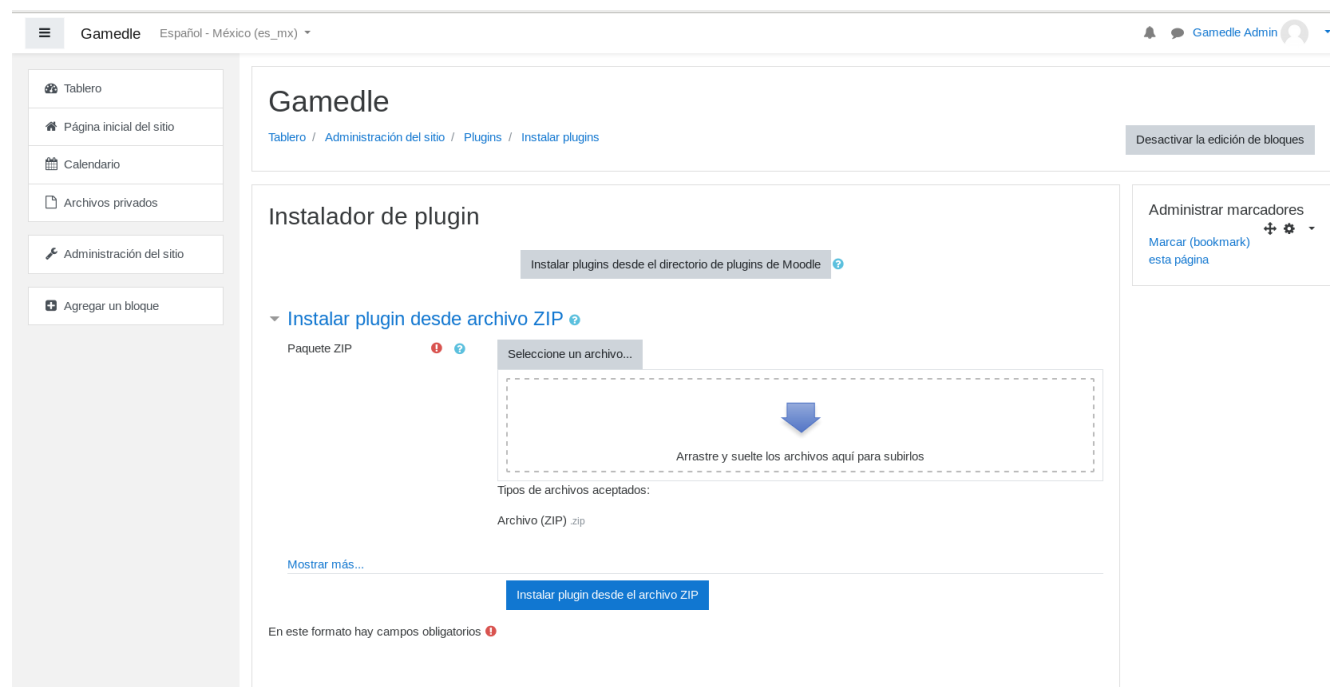 Gamedle Español - México (es_mx) Gamedle Admin
Tablero
Página inicial del sitio
Calendario
Archivos privados
Administración del sitio
Agregar un bloque
Gamedle
Tablero / Administración del sitio / Plugins / Instalar plugins
Desactivar la edición de bloques
Instalador de plugin
Instalar plugins desde el directorio de plugins de Moodle
Instalar plugin desde archivo ZIP
Paquete ZIP
Seleccione un archivo...
Arrastre y suelte los archivos aquí para subirlos
Tipos de archivos aceptados:
Archivo (ZIP) .zip
Mostrar más...
Instalar plugin desde el archivo ZIP
En este formato hay campos obligatorios
Administrar marcadores
Marcar (bookmark)
esta página